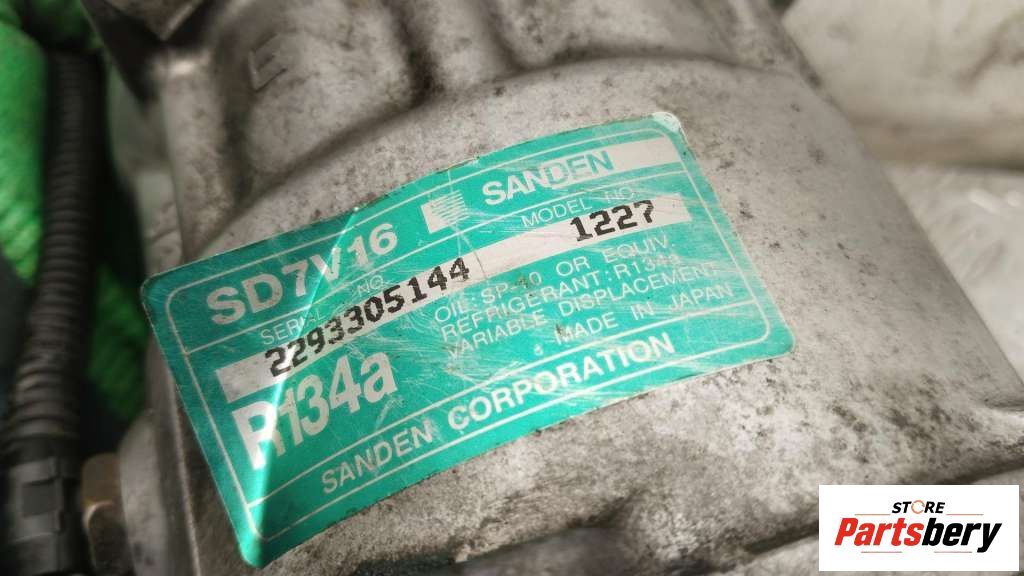 SD7V16 SANDEN
SERIAL NO. MODEL NO.
2293305144 1227
R134a
OIL: SP-10 OR EQUIV.
REFRIGERANT: R134a
VARIABLE DISPLACEMENT
MADE IN JAPAN
SANDEN CORPORATION
STORE
Partsbery